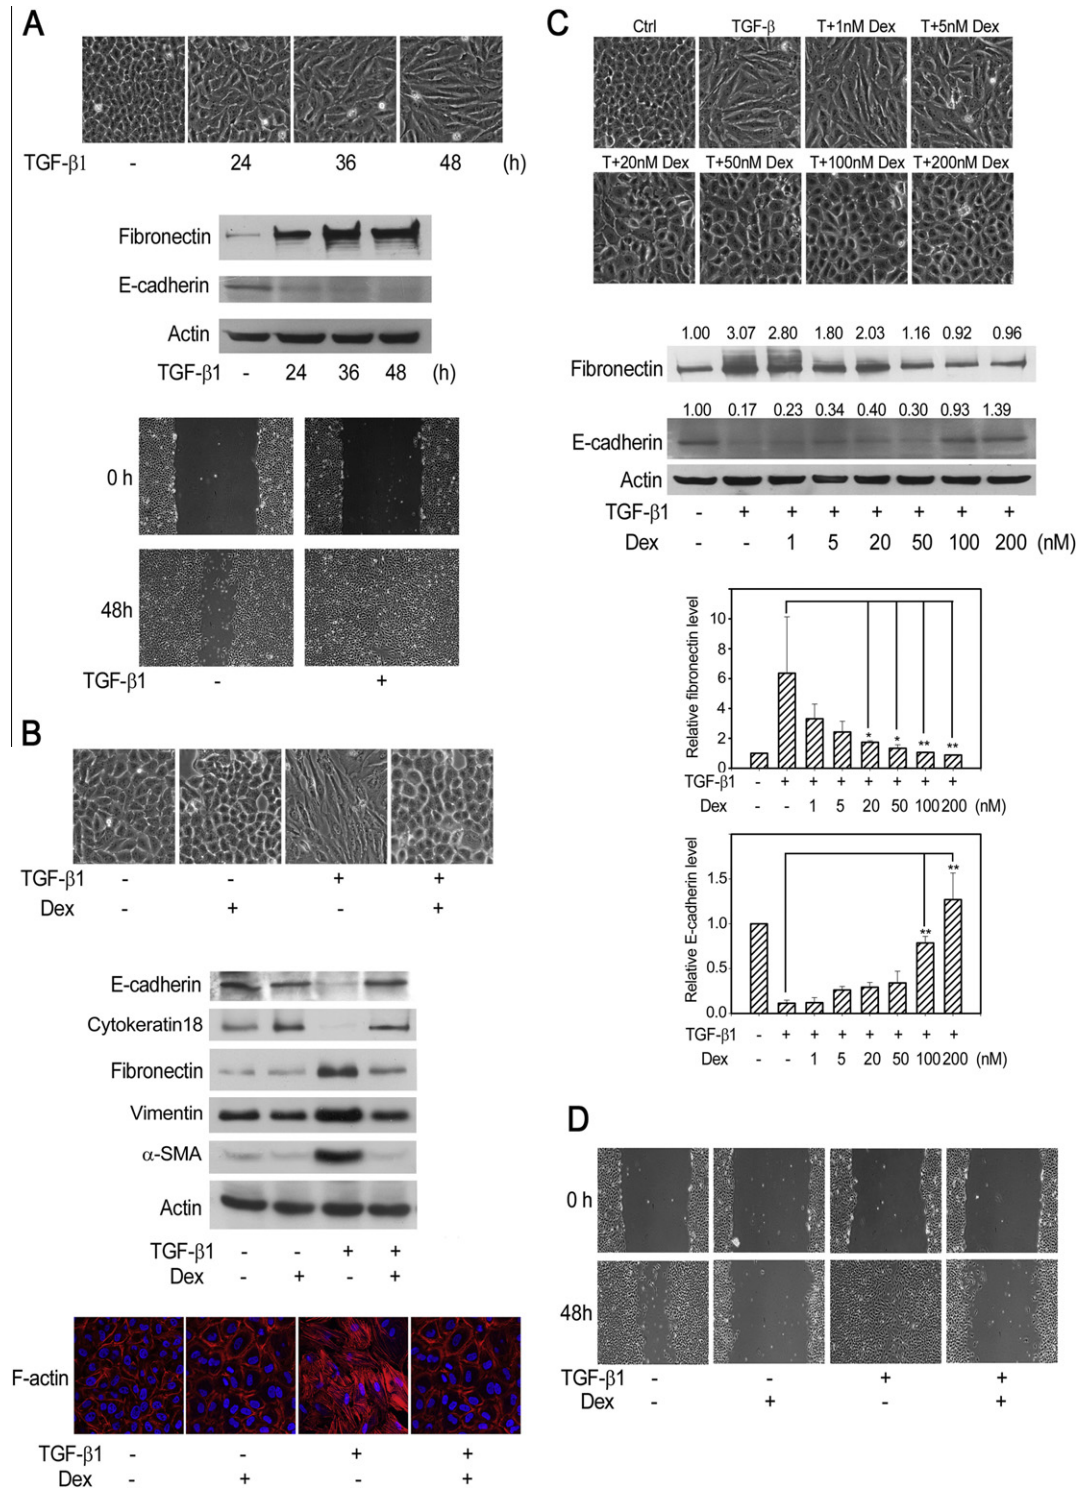 A
TGF-β1 - 24 36 48 (h)
Fibronectin
E-cadherin
Actin
TGF-β1 - 24 36 48 (h)
0 h
48h
TGF-β1 - +
B
TGF-β1 - - + +
Dex - + - +
E-cadherin
Cytokeratin18
Fibronectin
Vimentin
α-SMA
Actin
TGF-β1 - - + +
Dex - + - +
F-actin
TGF-β1 - - + +
Dex - + - +
C
Ctrl TGF-β T+1nM Dex T+5nM Dex
T+20nM Dex T+50nM Dex T+100nM Dex T+200nM Dex
1.00 3.07 2.80 1.80 2.03 1.16 0.92 0.96
Fibronectin
1.00 0.17 0.23 0.34 0.40 0.30 0.93 1.39
E-cadherin
Actin
TGF-β1 - + + + + + + +
Dex - - 1 5 20 50 100 200 (nM)
Relative fibronectin level
10
8
6
4
2
0
* * ** **
TGF-β1 - + + + + + + +
Dex - - 1 5 20 50 100 200 (nM)
Relative E-cadherin level
1.5
1.0
0.5
0.0
** **
TGF-β1 - + + + + + + +
Dex - - 1 5 20 50 100 200 (nM)
D
0 h
48h
TGF-β1 - - + +
Dex - + - +